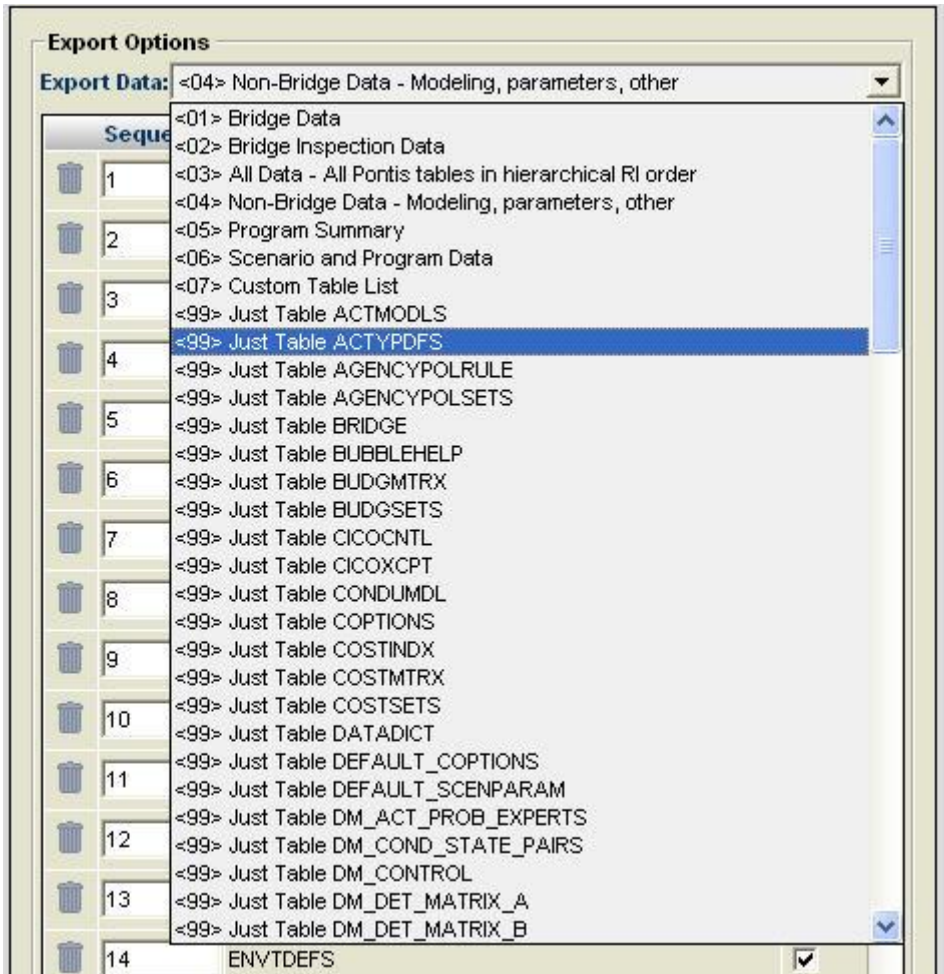 Export Options
Export Data: <04> Non-Bridge Data - Modeling, parameters, other
Seque
<01> Bridge Data
<02> Bridge Inspection Data
1
<03> All Data - All Pontis tables in hierarchical RI order
<04> Non-Bridge Data - Modeling, parameters, other
2
<05> Program Summary
<06> Scenario and Program Data
3
<07> Custom Table List
<99> Just Table ACTMODLS
<99> Just Table ACTYPDFS
4
<99> Just Table AGENCYPOLRULE
<99> Just Table AGENCYPOLSETS
5
<99> Just Table BRIDGE
<99> Just Table BUBBLEHELP
6
<99> Just Table BUDGMTRX
<99> Just Table BUDGSETS
7
<99> Just Table CICOCNTL
<99> Just Table CICOXCPT
8
<99> Just Table CONDUMDL
<99> Just Table COPTIONS
9
<99> Just Table COSTINDX
<99> Just Table COSTMTRX
<99> Just Table COSTSETS
10
<99> Just Table DATADICT
<99> Just Table DEFAULT_COPTIONS
11
<99> Just Table DEFAULT_SCENPARAM
<99> Just Table DM_ACT_PROB_EXPERTS
12
<99> Just Table DM_COND_STATE_PAIRS
<99> Just Table DM_CONTROL
13
<99> Just Table DM_DET_MATRIX_A
<99> Just Table DM_DET_MATRIX_B
14 ENVTDEFS